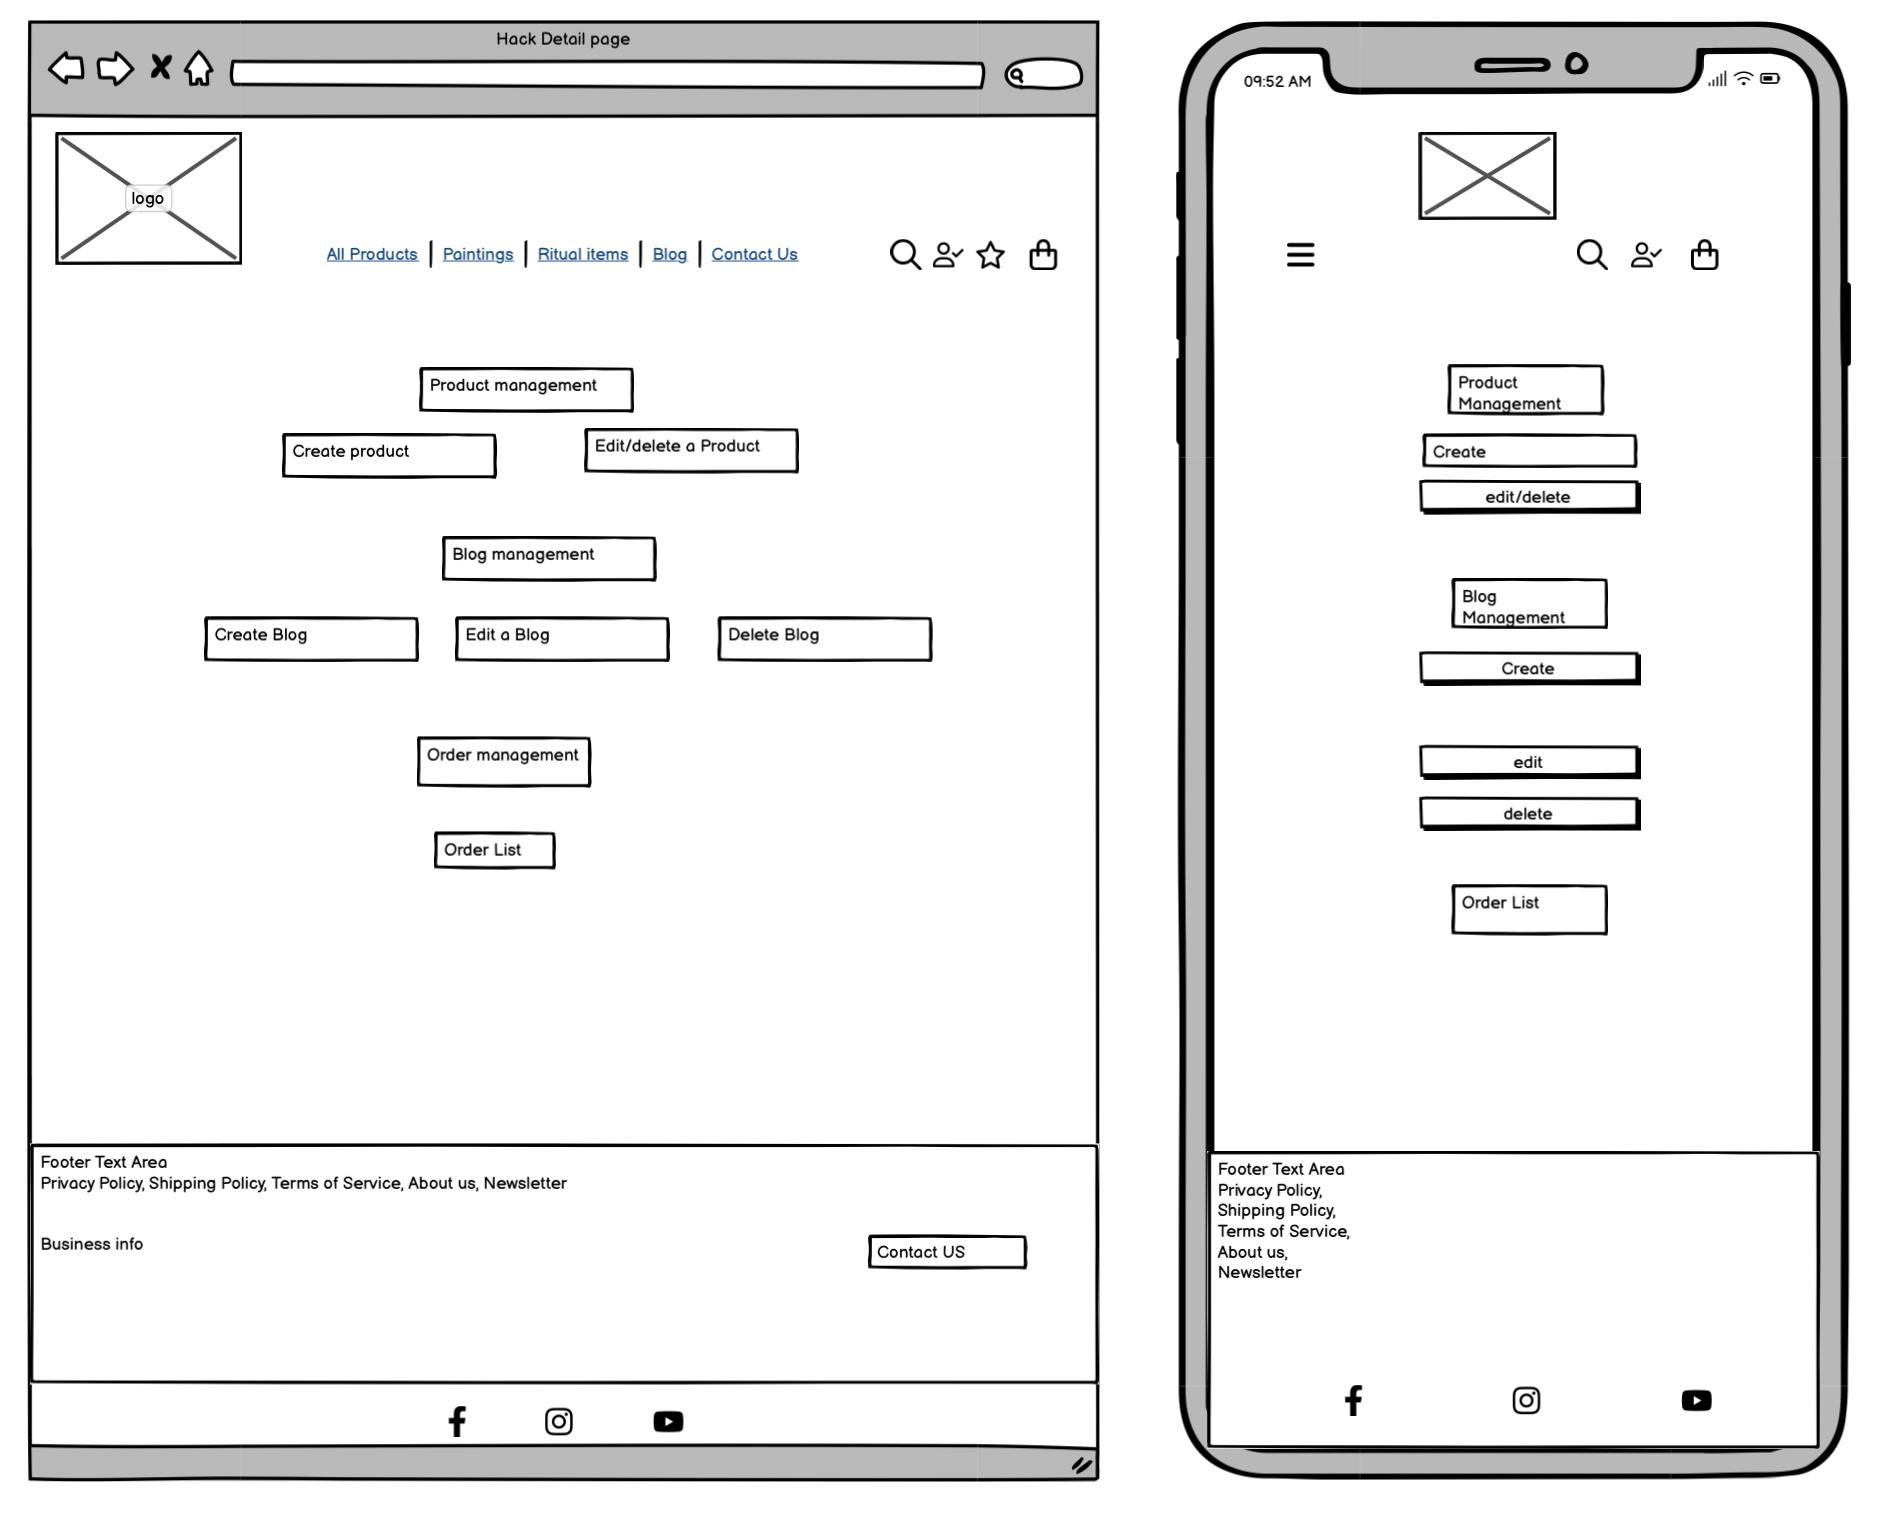 Hack Detail page
logo
All Products
Paintings
Ritual items
Blog
Contact Us
Product management
Create product
Edit/delete a Product
Blog management
Create Blog
Edit a Blog
Delete Blog
Order management
Order List
Footer Text Area
Privacy Policy, Shipping Policy, Terms of Service, About us, Newsletter
Business info
Contact US
09:52 AM
Product
Management
Create
edit/delete
Blog
Management
Create
edit
delete
Order List
Footer Text Area
Privacy Policy,
Shipping Policy,
Terms of Service,
About us,
Newsletter